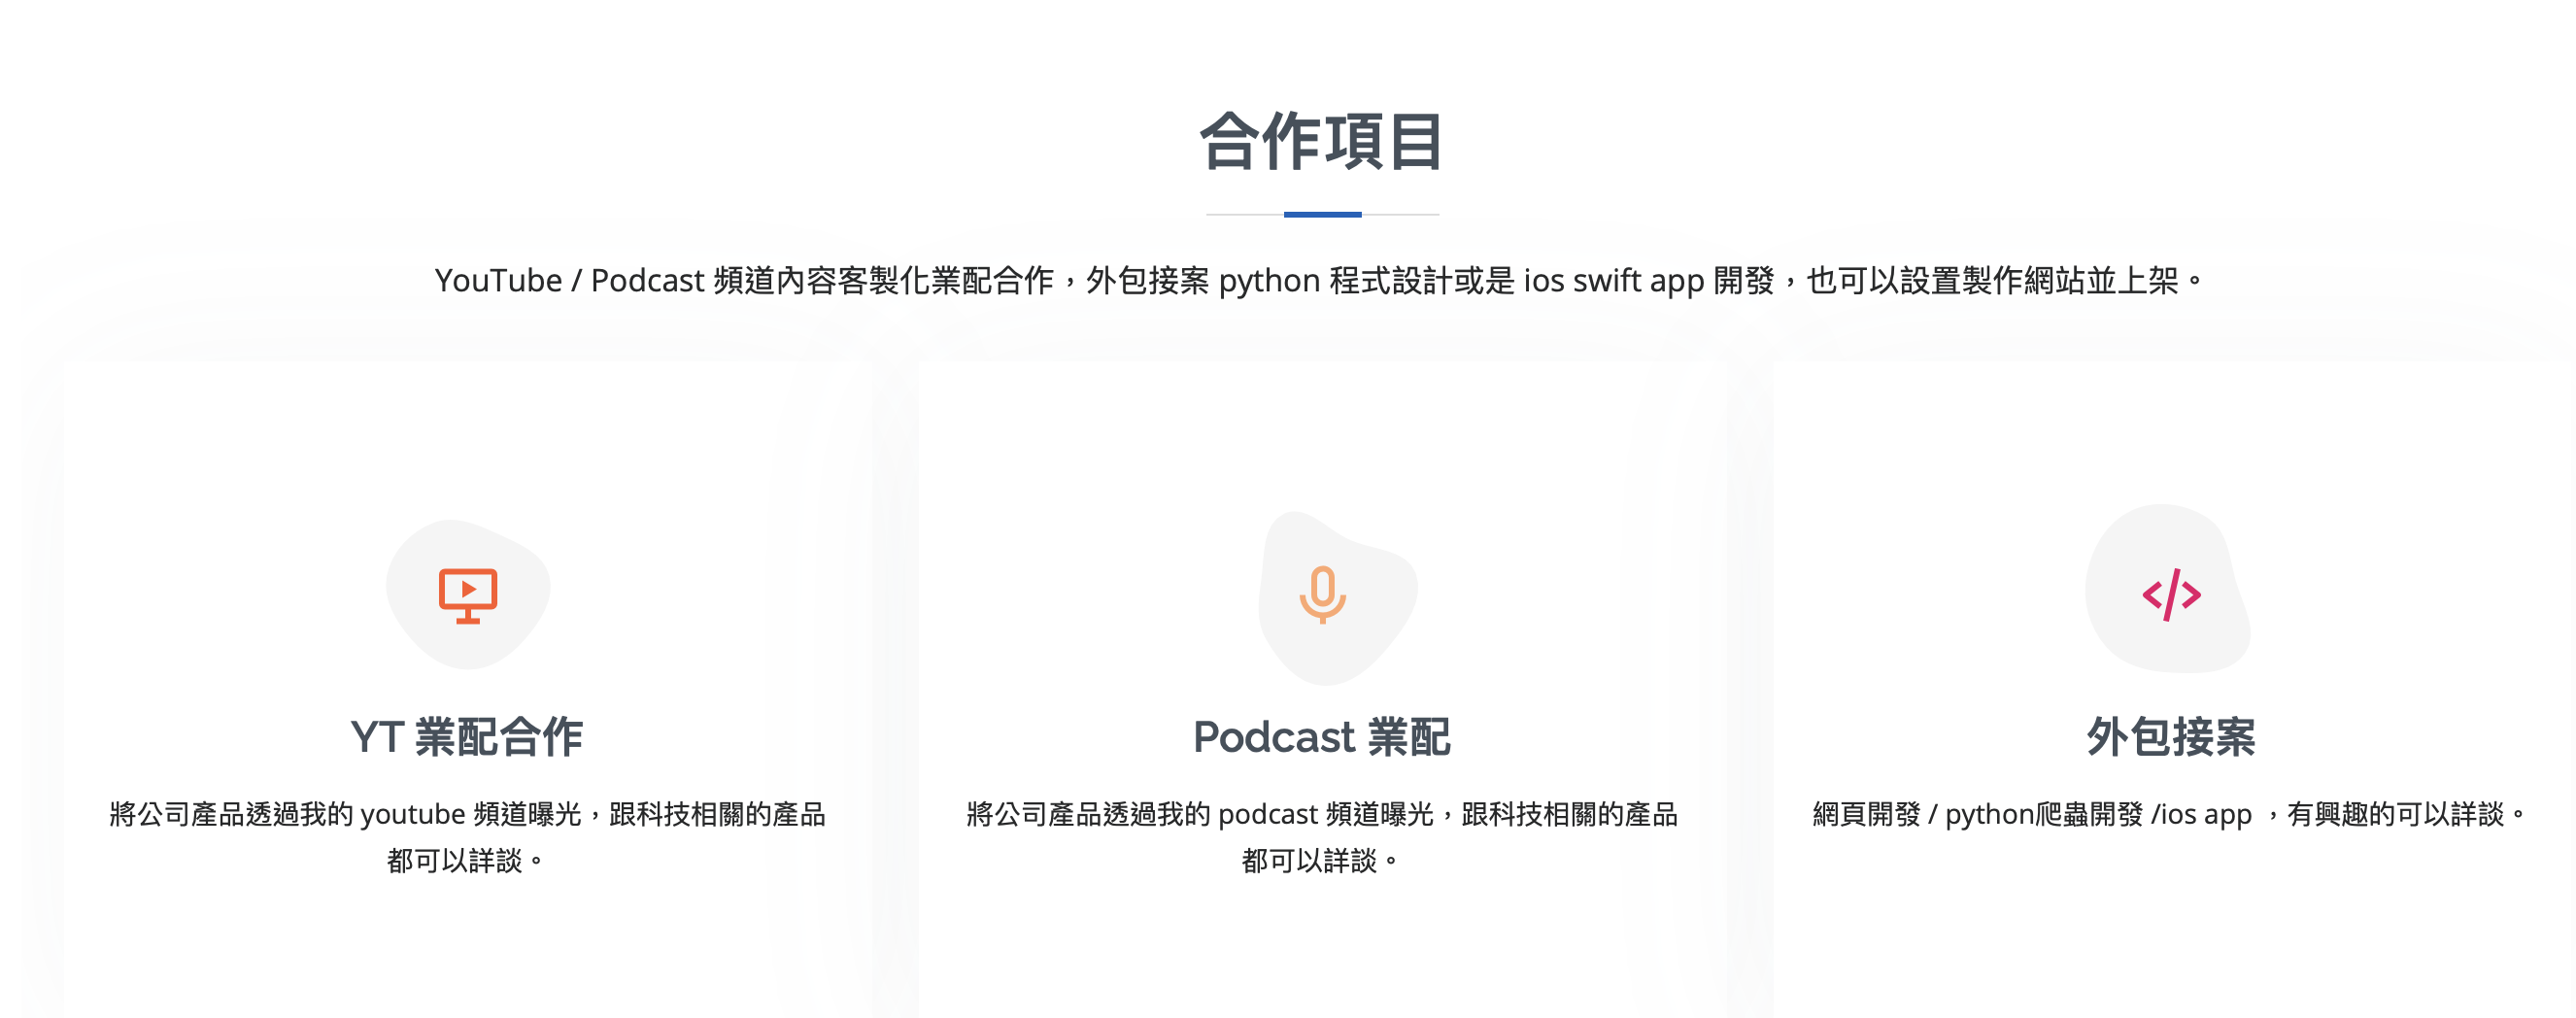 合作項目
YouTube / Podcast 頻道內容客製化業配合作，外包接案 python 程式設計或是 ios swift app 開發，也可以設置製作網站並上架。
YT 業配合作
將公司產品透過我的 youtube 頻道曝光，跟科技相關的產品
都可以詳談。
Podcast 業配
將公司產品透過我的 podcast 頻道曝光，跟科技相關的產品
都可以詳談。
外包接案
網頁開發 / python爬蟲開發 /ios app ，有興趣的可以詳談。